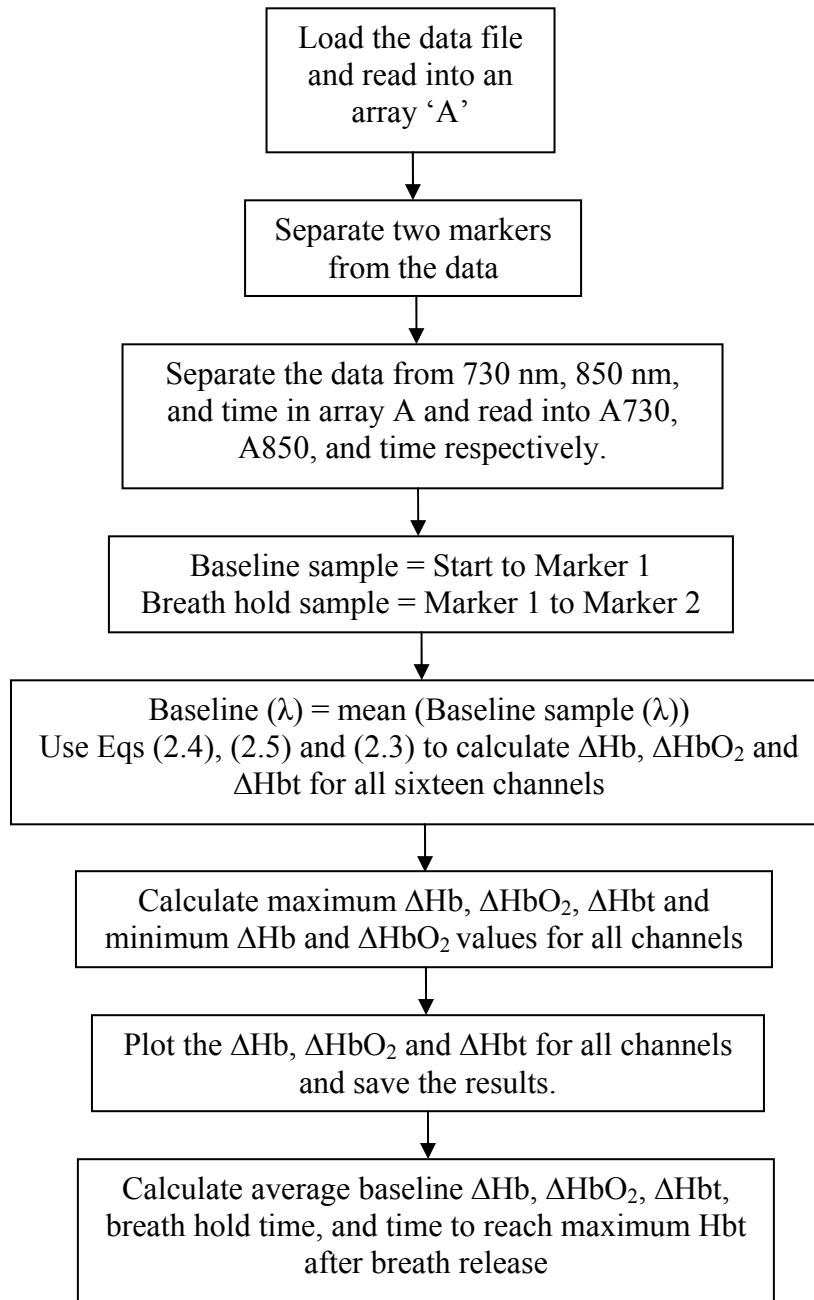 Load the data file
and read into an
array ‘A’
Separate two markers
from the data
Separate the data from 730 nm, 850 nm,
and time in array A and read into A730,
A850, and time respectively.
Baseline sample = Start to Marker 1
Breath hold sample = Marker 1 to Marker 2
Baseline (λ) = mean (Baseline sample (λ))
Use Eqs (2.4), (2.5) and (2.3) to calculate ΔHb, ΔHbO₂ and
ΔHbt for all sixteen channels
Calculate maximum ΔHb, ΔHbO₂, ΔHbt and
minimum ΔHb and ΔHbO₂ values for all channels
Plot the ΔHb, ΔHbO₂ and ΔHbt for all channels
and save the results.
Calculate average baseline ΔHb, ΔHbO₂, ΔHbt,
breath hold time, and time to reach maximum Hbt
after breath release